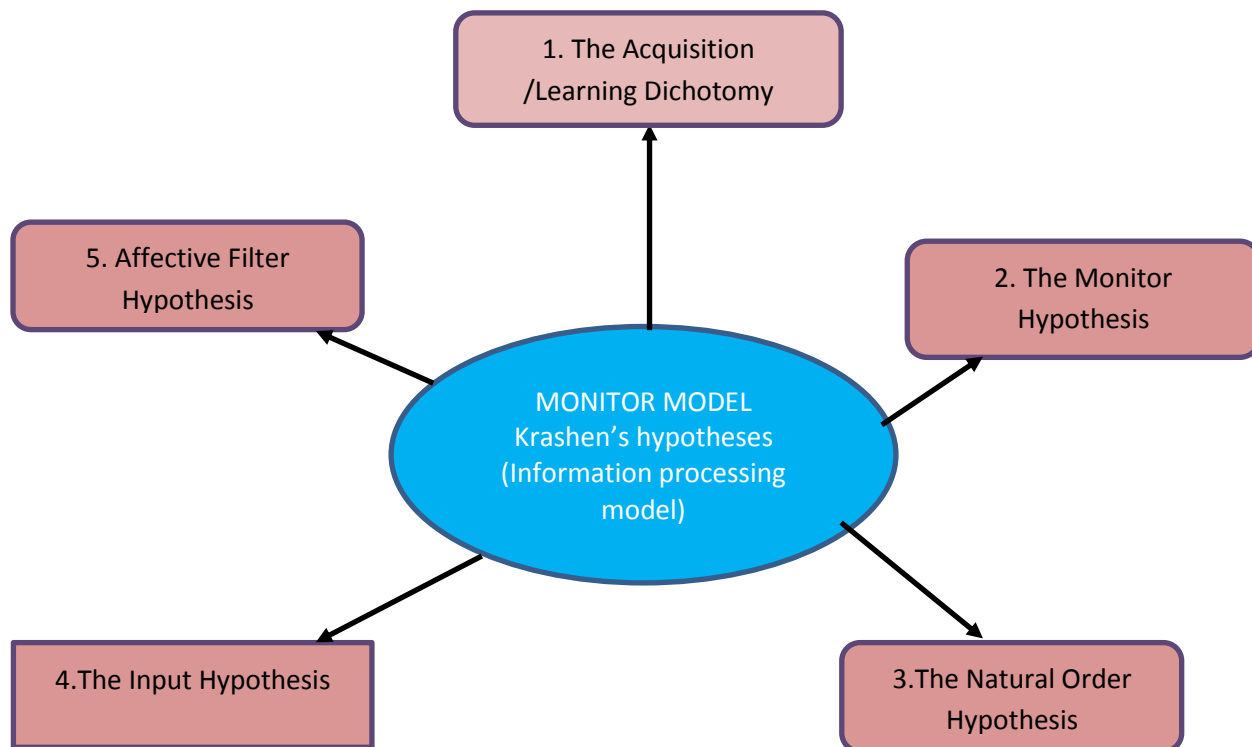 1. The Acquisition
/Learning Dichotomy
5. Affective Filter
Hypothesis
2. The Monitor
Hypothesis
MONITOR MODEL
Krashen’s hypotheses
(Information processing
model)
4.The Input Hypothesis
3.The Natural Order
Hypothesis